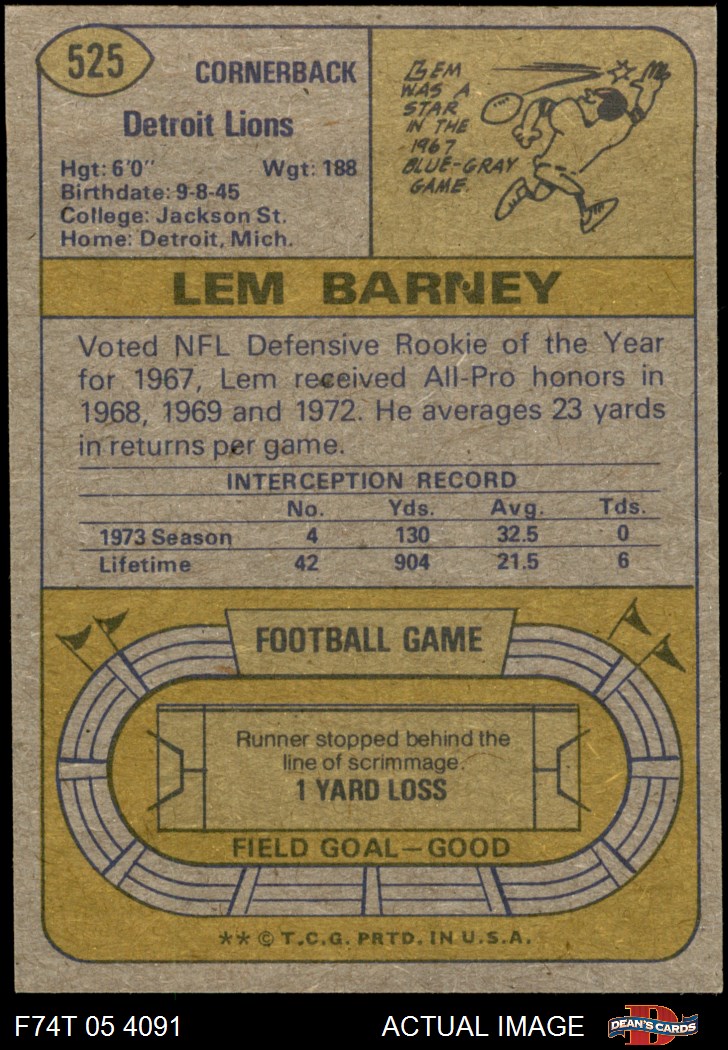 525
CORNERBACK
Detroit Lions
Hgt: 6'0" Wgt: 188
Birthdate: 9-8-45
College: Jackson St.
Home: Detroit, Mich.
LEM
WAS A
STAR
IN THE
1967
BLUE-GRAY
GAME.
LEM BARNEY
Voted NFL Defensive Rookie of the Year
for 1967, Lem received All-Pro honors in
1968, 1969 and 1972. He averages 23 yards
in returns per game.
INTERCEPTION RECORD
No. Yds. Avg. Tds.
1973 Season 4 130 32.5 0
Lifetime 42 904 21.5 6
FOOTBALL GAME
Runner stopped behind the
line of scrimmage.
1 YARD LOSS
FIELD GOAL—GOOD
** © T.C.G. PRTD. IN U.S.A.
F74T 05 4091 ACTUAL IMAGE
D
DEAN'S CARDS